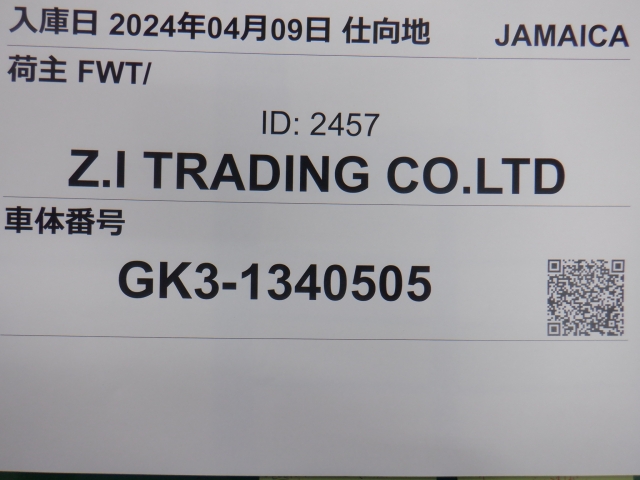 入庫日 2024年04月09日 仕向地 JAMAICA
荷主 FWT/
ID: 2457
Z.I TRADING CO.LTD
車体番号
GK3-1340505